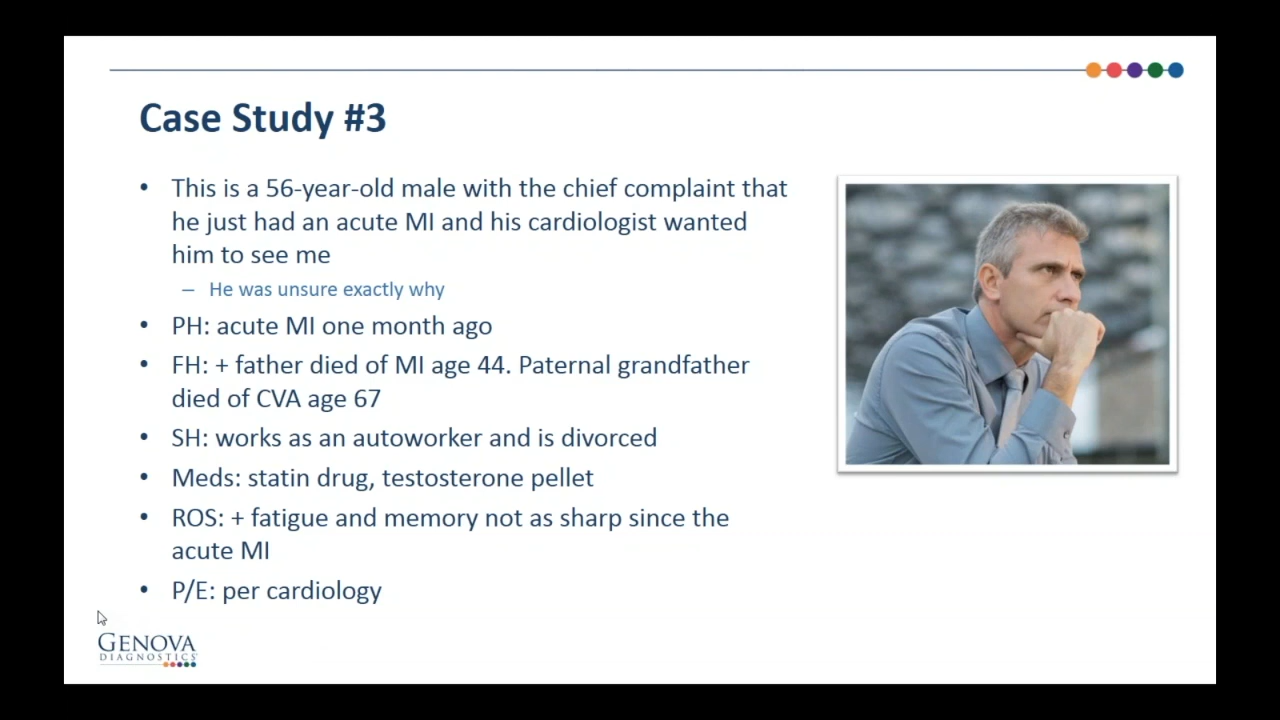 Case Study #3
• This is a 56-year-old male with the chief complaint that
he just had an acute MI and his cardiologist wanted
him to see me
– He was unsure exactly why
• PH: acute MI one month ago
• FH: + father died of MI age 44. Paternal grandfather
died of CVA age 67
• SH: works as an autoworker and is divorced
• Meds: statin drug, testosterone pellet
• ROS: + fatigue and memory not as sharp since the
acute MI
• P/E: per cardiology
GENOVA
DIAGNOSTICS